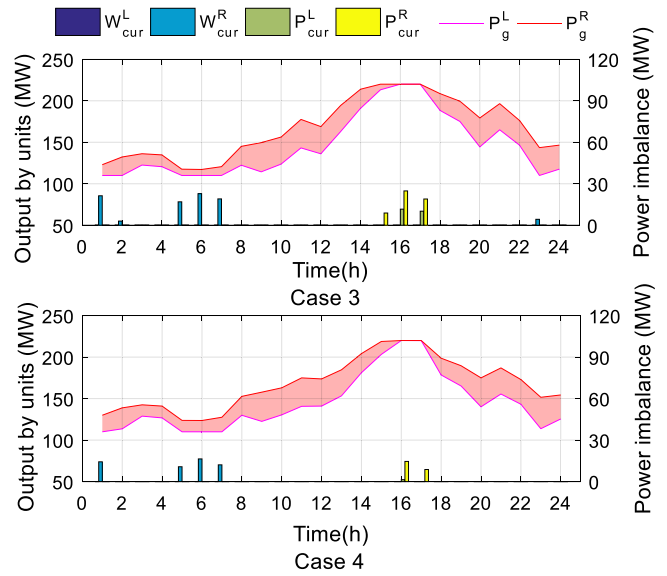 W^L_cur W^R_cur P^L_cur P^R_cur P^L_g P^R_g
Output by units (MW)
250
200
150
100
50
120
90
60
30
0
Power imbalance (MW)
0 2 4 6 8 10 12 14 16 18 20 22 24
Time(h)
Case 3
Output by units (MW)
250
200
150
100
50
120
90
60
30
0
Power imbalance (MW)
0 2 4 6 8 10 12 14 16 18 20 22 24
Time(h)
Case 4